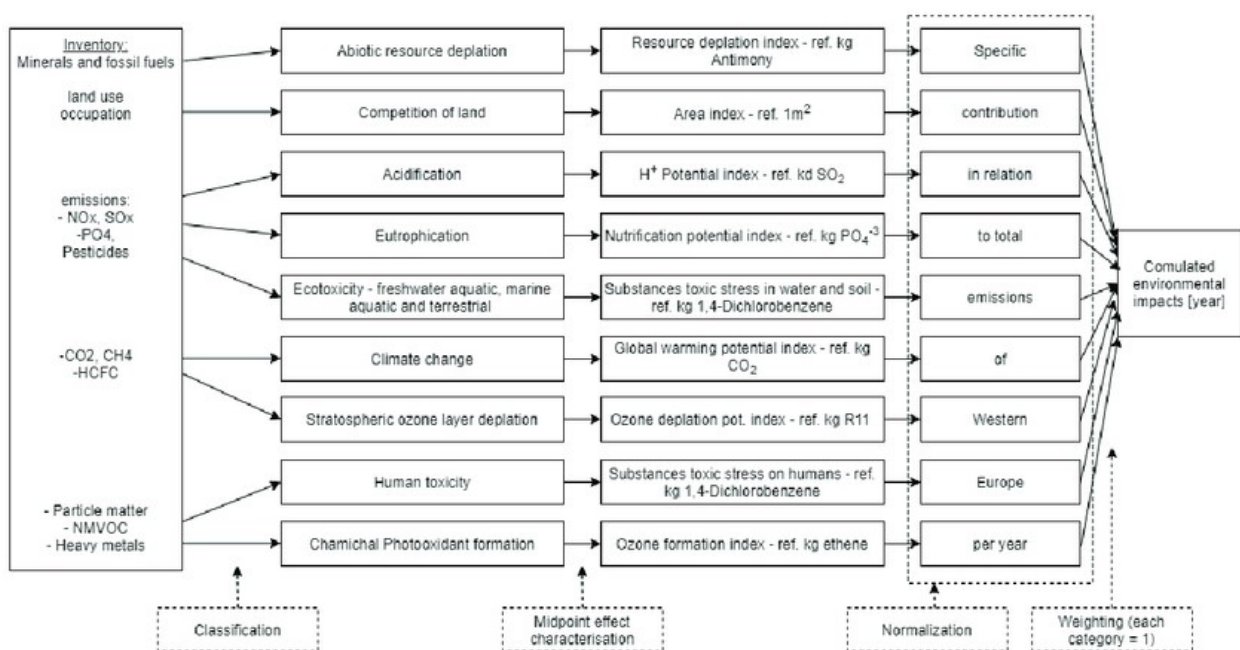 Inventory:
Minerals and fossil fuels
land use
occupation
emissions:
- NOx, SOx
-PO4,
Pesticides
-CO2, CH4
-HCFC
- Particle matter
- NMVOC
- Heavy metals
Abiotic resource deplation
Resource deplation index - ref. kg
Antimony
Specific
Competition of land
Area index - ref. 1m²
contribution
Acidification
H⁺ Potential index - ref. kd SO₂
in relation
Eutrophication
Nutrification potential index - ref. kg PO₄⁻³
to total
Ecotoxicity - freshwater aquatic, marine
aquatic and terrestrial
Substances toxic stress in water and soil -
ref. kg 1,4-Dichlorobenzene
emissions
Climate change
Global warming potential index - ref. kg
CO₂
of
Stratospheric ozone layer deplation
Ozone deplation pot. index - ref. kg R11
Western
Human toxicity
Substances toxic stress on humans - ref.
kg 1,4-Dichlorobenzene
Europe
Chamichal Photooxidant formation
Ozone formation index - ref. kg ethene
per year
Comulated
environmental
impacts [year]
Classification
Midpoint effect
characterisation
Normalization
Weighting (each
category = 1)